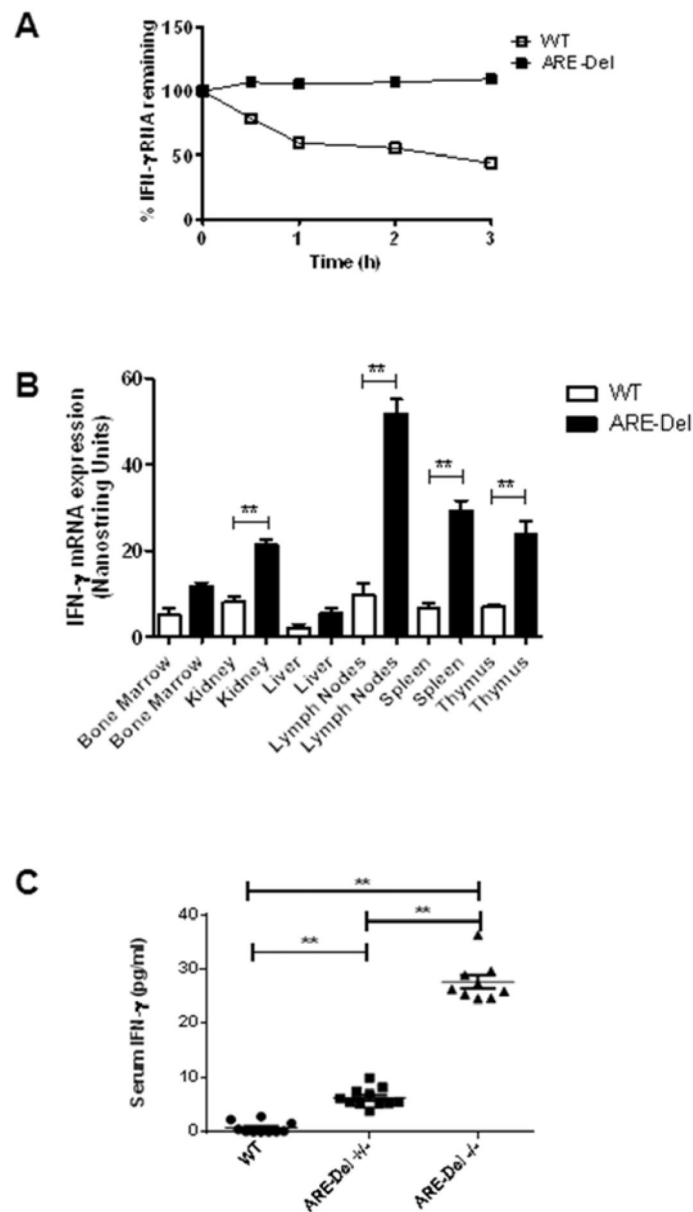 A
150
WT
ARE-Del
100
50
0
% IFN-γ RNA remining
0 1 2 3
Time (h)
B
60
40
20
0
IFN-γ mRNA expression
(Nanostring Units)
**
**
**
**
WT
ARE-Del
Bone Marrow
Bone Marrow
Kidney
Kidney
Liver
Liver
Lymph Nodes
Lymph Nodes
Spleen
Spleen
Thymus
Thymus
C
**
**
**
40
30
20
10
0
Serum IFN-γ (pg/ml)
WT
ARE-Del +/-
ARE-Del -/-